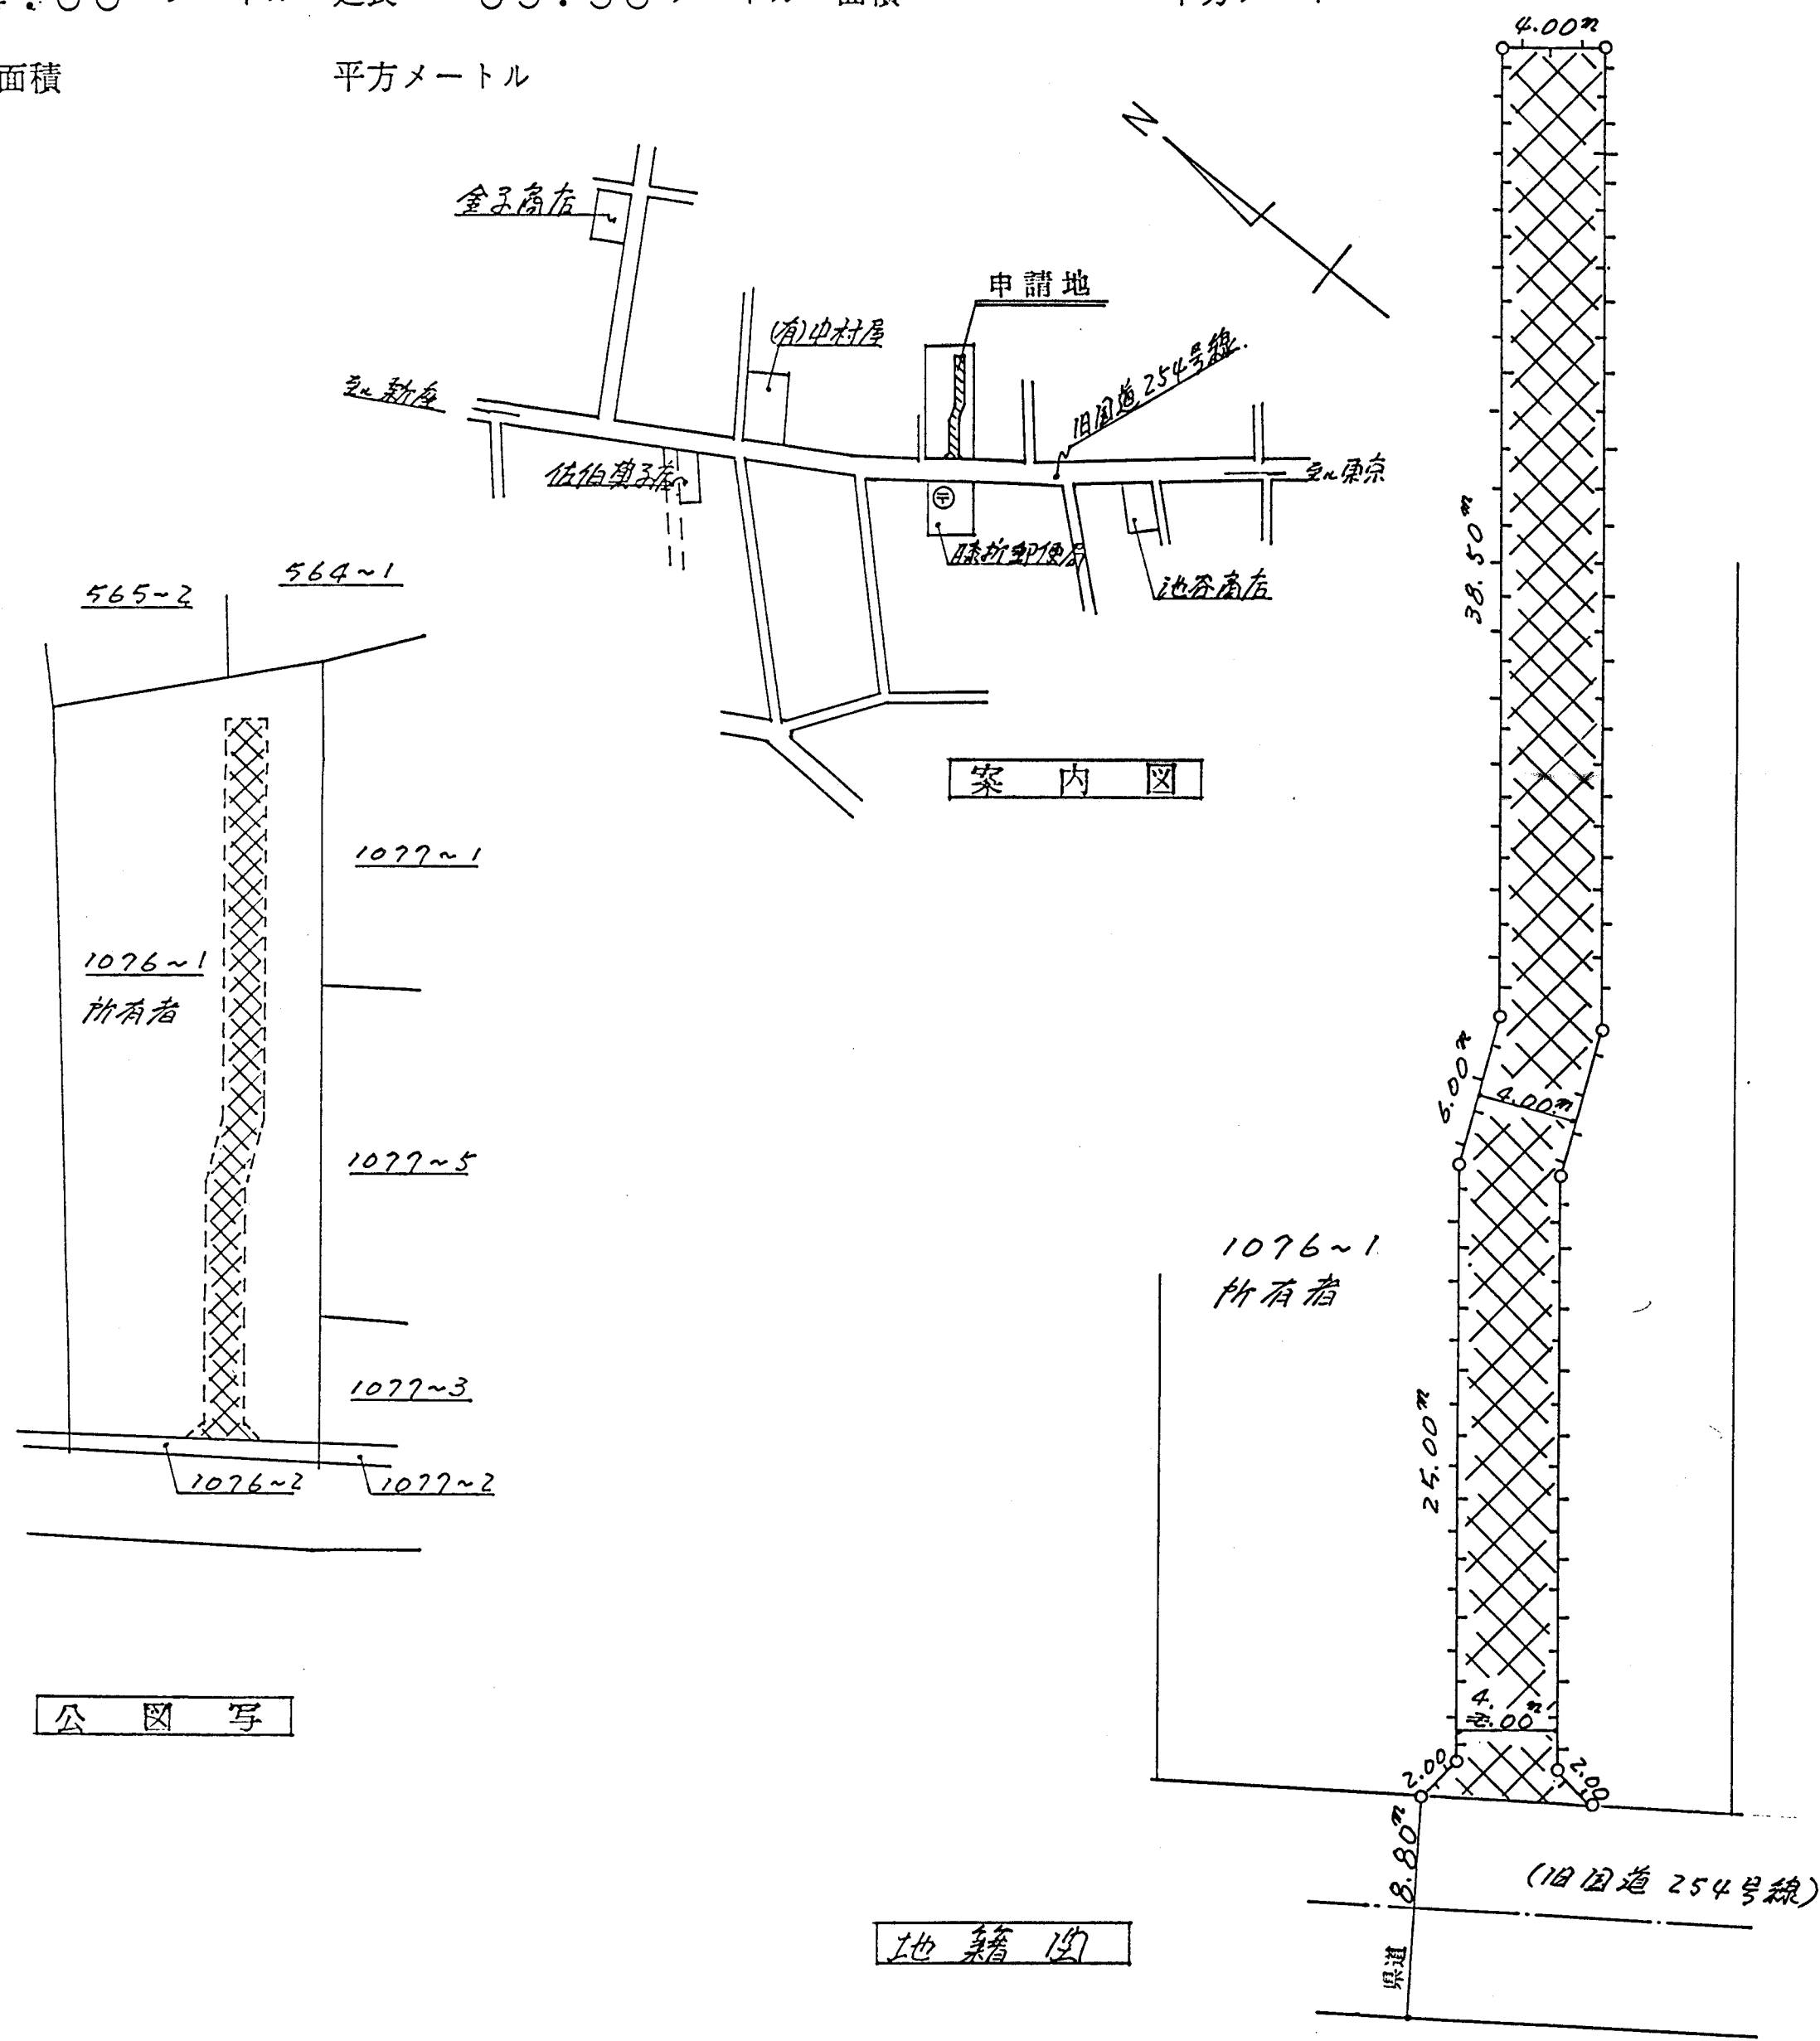 面積 平方メートル
4.00m
N
金子商店
申請地
(有)中村屋
旧国道254号線.
至ル新座
佐伯菓子店
〒
至ル東京
膝折郵便局
池谷商店
案内図
565~2
564~1
1077~1
1076~1
所有者
1077~5
1077~3
1076~2
1077~2
公図写
38.50m
6.00m
4.00m
1076~1
所有者
25.00m
4.
.00m
2.00
2.00
8.80m
(旧国道254号線)
県道
地籍図